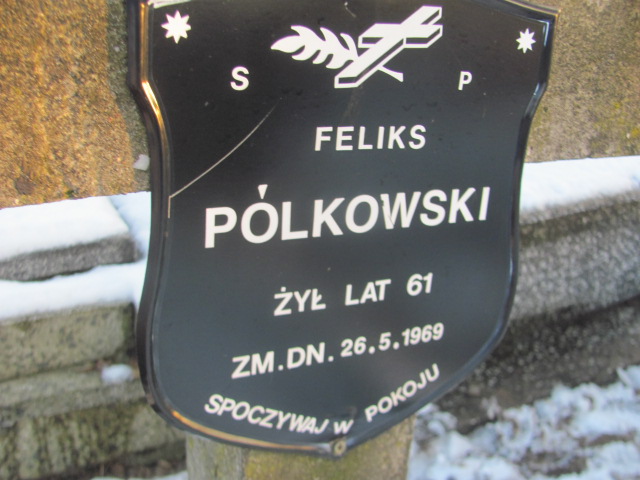 S P
FELIKS
PÓLKOWSKI
ŻYŁ LAT 61
ZM.DN. 26.5.1969
SPOCZYWAJ W POKOJU